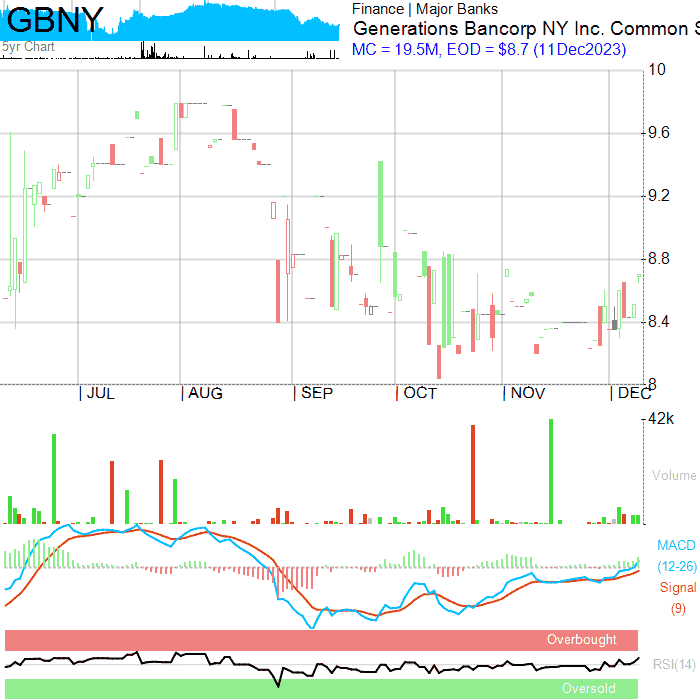 GBNY
5yr Chart
Finance | Major Banks
Generations Bancorp NY Inc. Common S
MC = 19.5M, EOD = $8.7 (11Dec2023)
10
9.6
9.2
8.8
8.4
8
JUL AUG SEP OCT NOV DEC
42k
Volume
MACD
(12-26)
Signal
(9)
Overbought
RSI(14)
Oversold